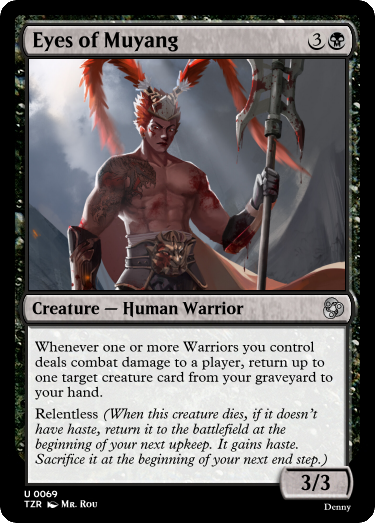 Eyes of Muyang 3
Creature — Human Warrior
Whenever one or more Warriors you control
deals combat damage to a player, return up to
one target creature card from your graveyard to
your hand.
Relentless (When this creature dies, if it doesn't
have haste, return it to the battlefield at the
beginning of your next upkeep. It gains haste.
Sacrifice it at the beginning of your next end step.)
3/3
U 0069
TZR Mr. Rou
Denny